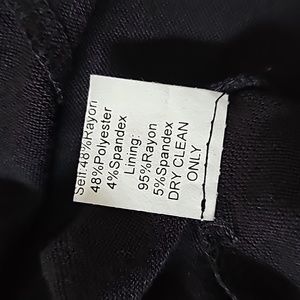 Self:48%Rayon
48%Polyester
4%Spandex
Lining:
95%Rayon
5%Spandex
DRY CLEAN
ONLY